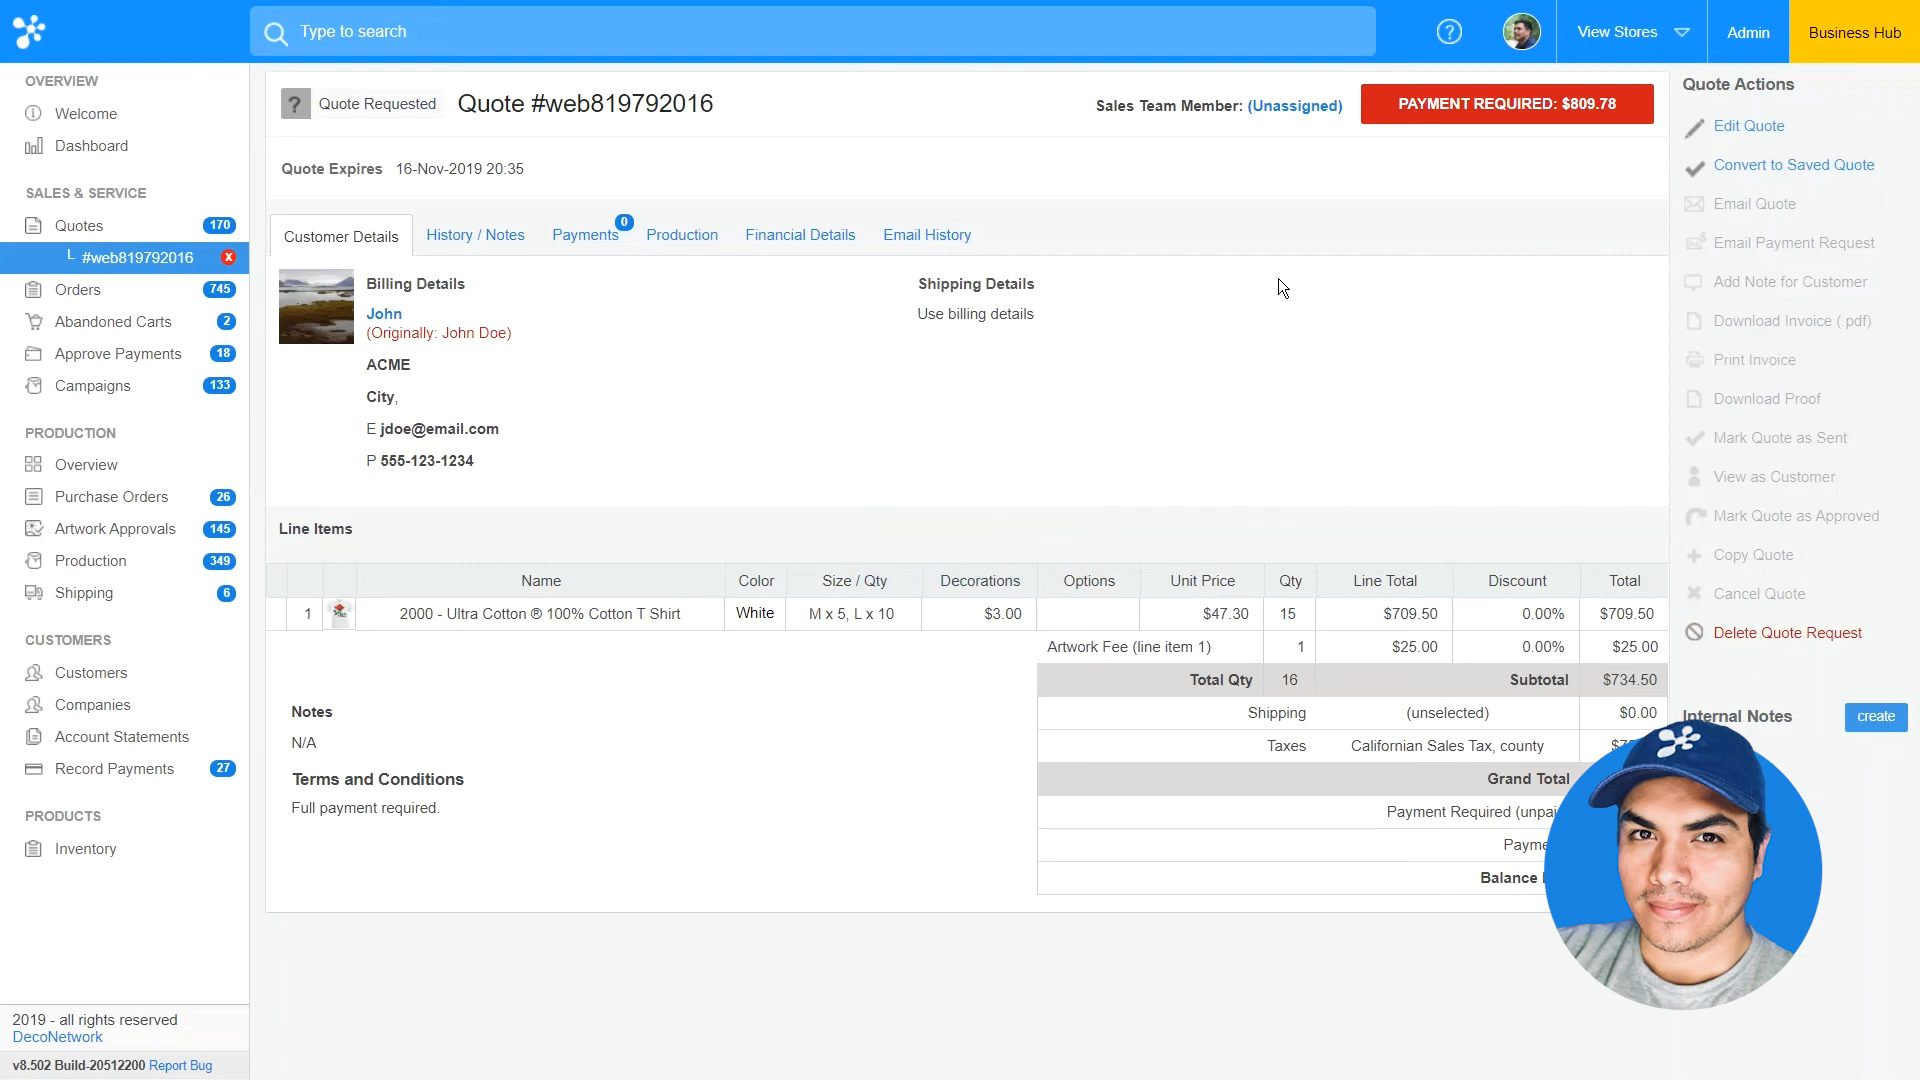 Type to search
?
View Stores
Admin
Business Hub
OVERVIEW
Welcome
Dashboard
SALES & SERVICE
Quotes 170
#web819792016 x
Orders 745
Abandoned Carts 2
Approve Payments 18
Campaigns 133
PRODUCTION
Overview
Purchase Orders 26
Artwork Approvals 145
Production 349
Shipping 6
CUSTOMERS
Customers
Companies
Account Statements
Record Payments 27
PRODUCTS
Inventory
2019 - all rights reserved
DecoNetwork
v8.502 Build-20512200 Report Bug
? Quote Requested Quote #web819792016 Sales Team Member: (Unassigned) PAYMENT REQUIRED: $809.78
Quote Expires 16-Nov-2019 20:35
Customer Details History / Notes Payments 0 Production Financial Details Email History
Billing Details
John
(Originally: John Doe)
ACME
City,
E jdoe@email.com
P 555-123-1234
Shipping Details
Use billing details
Line Items
Name Color Size / Qty Decorations Options Unit Price Qty Line Total Discount Total
1 2000 - Ultra Cotton ® 100% Cotton T Shirt White M x 5, L x 10 $3.00 $47.30 15 $709.50 0.00% $709.50
Artwork Fee (line item 1) 1 $25.00 0.00% $25.00
Total Qty 16 Subtotal $734.50
Shipping (unselected) $0.00
Taxes Californian Sales Tax, county
Grand Total
Payment Required
Balance
Notes
N/A
Terms and Conditions
Full payment required.
Quote Actions
Edit Quote
Convert to Saved Quote
Email Quote
Email Payment Request
Add Note for Customer
Download Invoice (.pdf)
Print Invoice
Download Proof
Mark Quote as Sent
View as Customer
Mark Quote as Approved
Copy Quote
Cancel Quote
Delete Quote Request
Internal Notes create